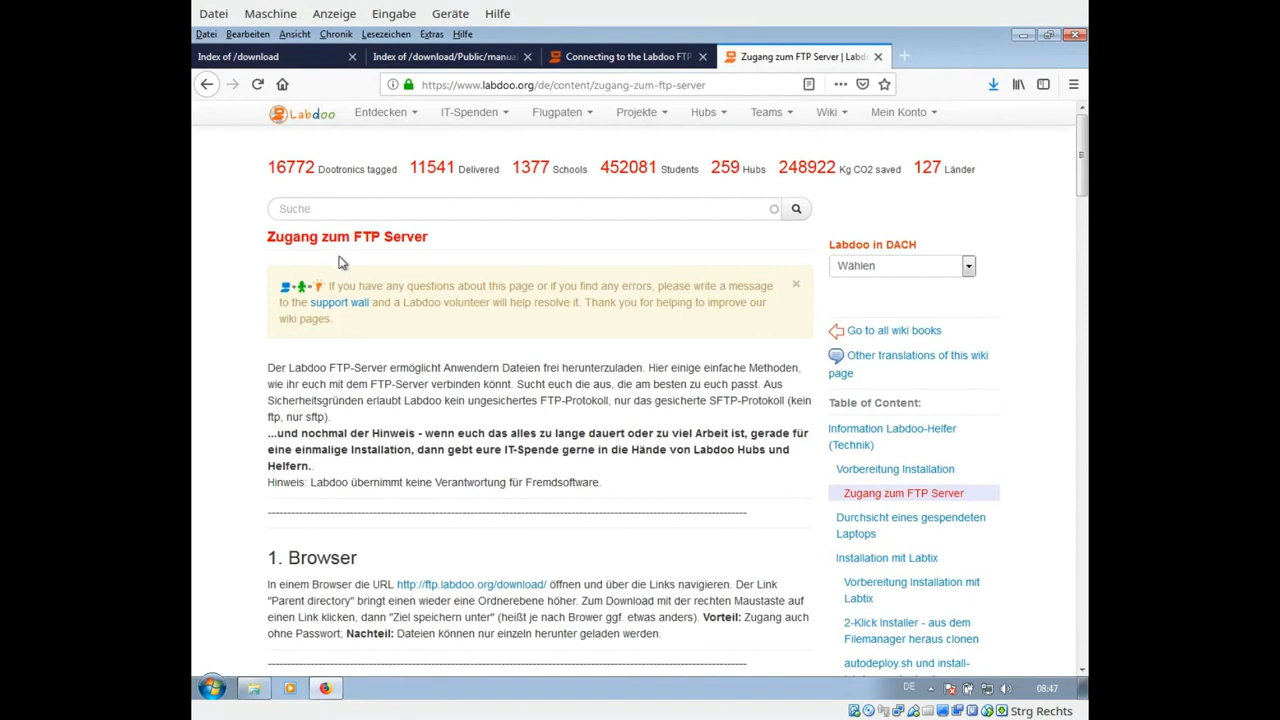 Datei Maschine Anzeige Eingabe Geräte Hilfe
Datei Bearbeiten Ansicht Chronik Lesezeichen Extras Hilfe
Index of /download
Index of /download/Public/manua
Connecting to the Labdoo FTP
Zugang zum FTP Server | Labd
https://www.labdoo.org/de/content/zugang-zum-ftp-server
Labdoo Entdecken IT-Spenden Flugpaten Projekte Hubs Teams Wiki Mein Konto
16772 Dootronics tagged 11541 Delivered 1377 Schools 452081 Students 259 Hubs 248922 Kg CO2 saved 127 Länder
Suche
Zugang zum FTP Server
If you have any questions about this page or if you find any errors, please write a message
to the support wall and a Labdoo volunteer will help resolve it. Thank you for helping to improve our
wiki pages.
Der Labdoo FTP-Server ermöglicht Anwendern Dateien frei herunterzuladen. Hier einige einfache Methoden,
wie ihr euch mit dem FTP-Server verbinden könnt. Sucht euch die aus, die am besten zu euch passt. Aus
Sicherheitsgründen erlaubt Labdoo kein ungesichertes FTP-Protokoll, nur das gesicherte SFTP-Protokoll (kein
ftp, nur sftp).
...und nochmal der Hinweis - wenn euch das alles zu lange dauert oder zu viel Arbeit ist, gerade für
eine einmalige Installation, dann gebt eure IT-Spende gerne in die Hände von Labdoo Hubs und
Helfern..
Hinweis: Labdoo übernimmt keine Verantwortung für Fremdsoftware.
1. Browser
In einem Browser die URL http://ftp.labdoo.org/download/ öffnen und über die Links navigieren. Der Link
"Parent directory" bringt einen wieder eine Ordnerebene höher. Zum Download mit der rechten Maustaste auf
einen Link klicken, dann "Ziel speichern unter" (heißt je nach Brower ggf. etwas anders). Vorteil: Zugang auch
ohne Passwort; Nachteil: Dateien können nur einzeln herunter geladen werden.
Labdoo in DACH
Wählen
Go to all wiki books
Other translations of this wiki
page
Table of Content:
Information Labdoo-Helfer
(Technik)
Vorbereitung Installation
Zugang zum FTP Server
Durchsicht eines gespendeten
Laptops
Installation mit Labtix
Vorbereitung Installation mit
Labtix
2-Klick Installer - aus dem
Filemanager heraus clonen
autodeploy.sh und install-
DE
08:47
Strg Rechts